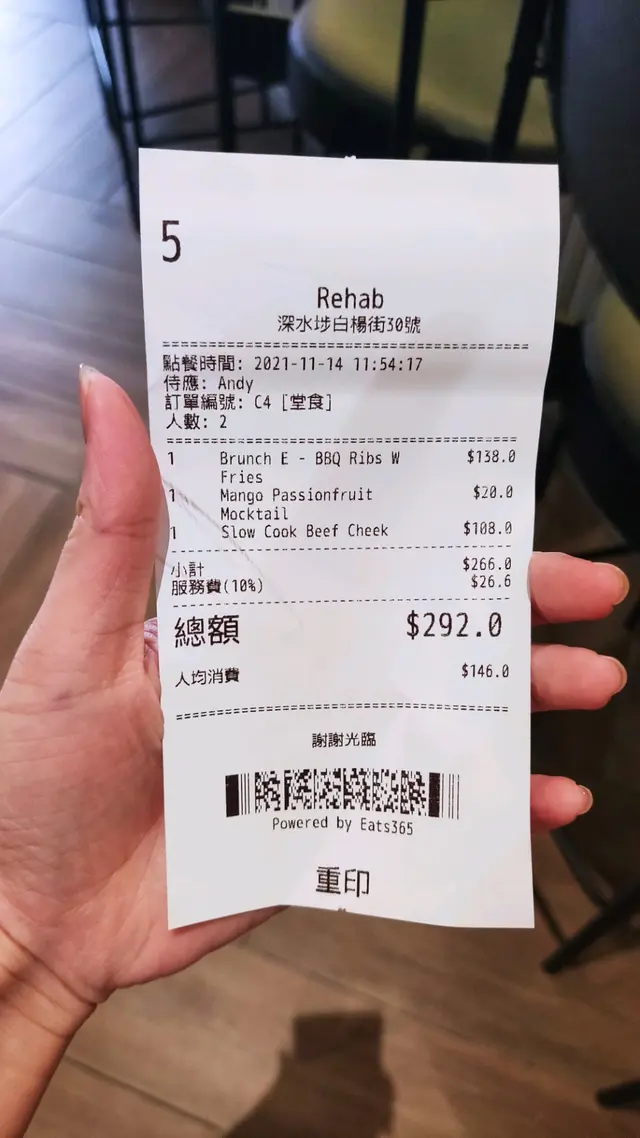 5
Rehab
深水埗白楊街30號
點餐時間: 2021-11-14 11:54:17
侍應: Andy
訂單編號: C4 [堂食]
人數: 2
1 Brunch E - BBQ Ribs W $138.0
Fries
1 Mango Passionfruit $20.0
Mocktail
1 Slow Cook Beef Cheek $108.0
小計 $266.0
服務費(10%) $26.6
總額 $292.0
人均消費 $146.0
謝謝光臨
Powered by Eats365
重印